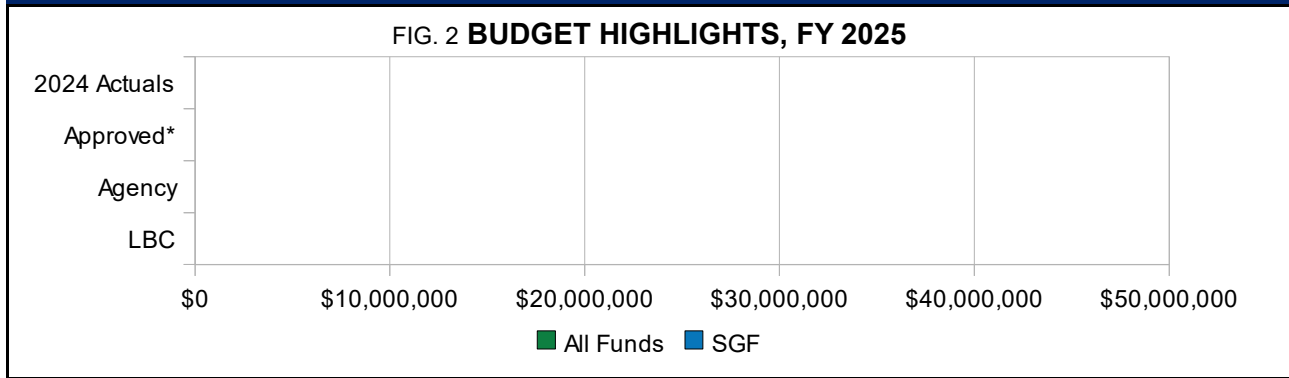 FIG. 2 BUDGET HIGHLIGHTS, FY 2025
2024 Actuals
Approved*
Agency
LBC
$0 $10,000,000 $20,000,000 $30,000,000 $40,000,000 $50,000,000
All Funds SGF